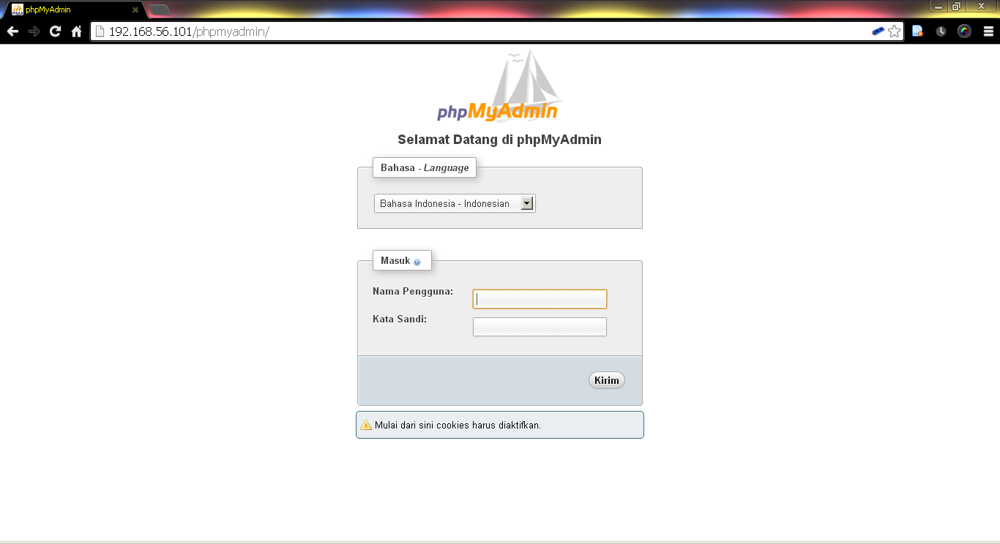 phpMyAdmin
192.168.56.101/phpmyadmin/
phpMyAdmin
Selamat Datang di phpMyAdmin
Bahasa - Language
Bahasa Indonesia - Indonesian
Masuk
Nama Pengguna:
Kata Sandi:
Kirim
Mulai dari sini cookies harus diaktifkan.